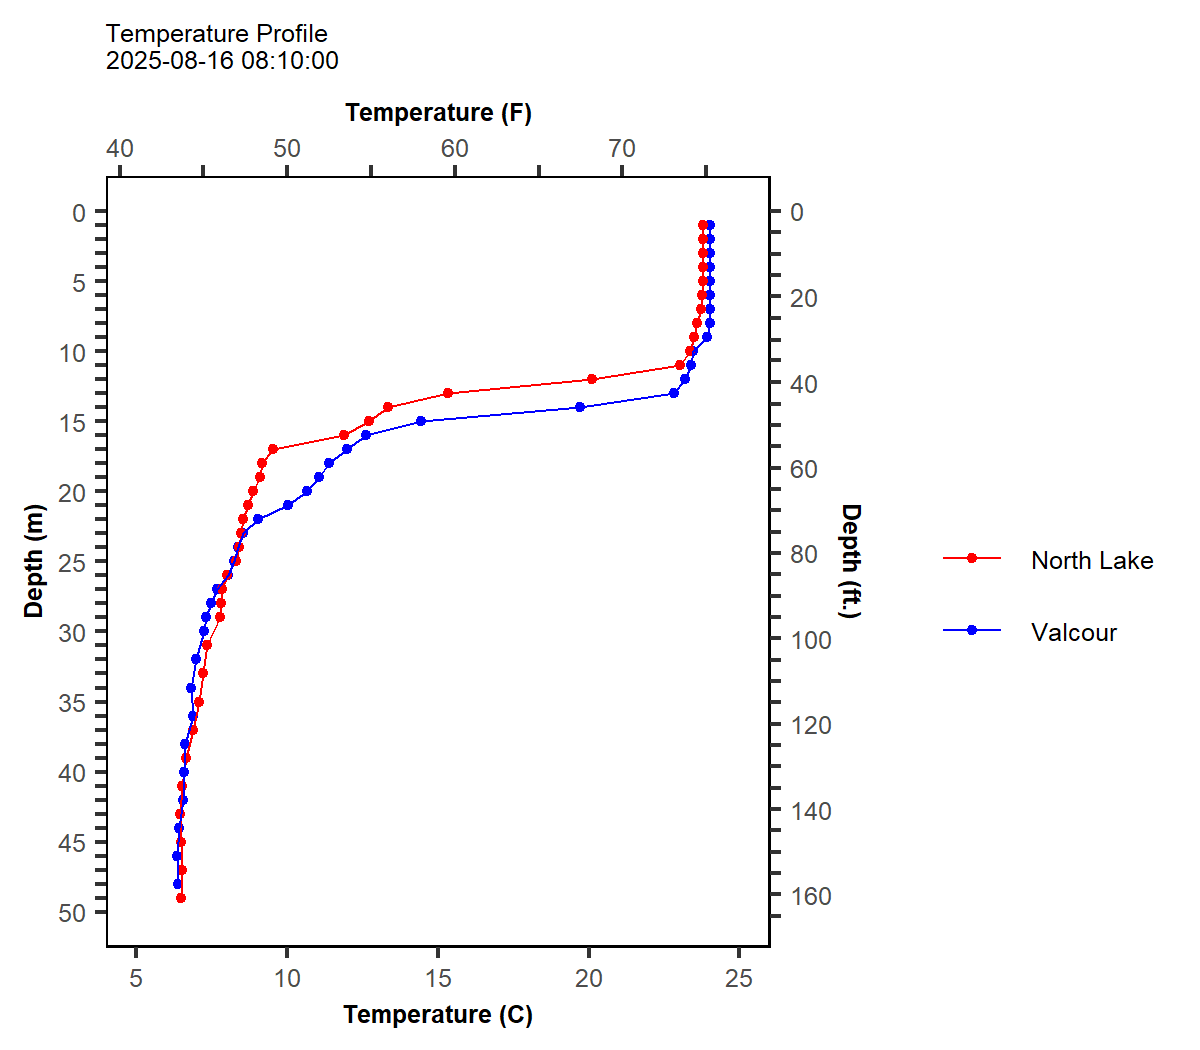 Temperature Profile
2025-08-16 08:10:00
Temperature (F)
40 50 60 70
0
5
10
15
20
25
30
35
40
45
50
Depth (m)
0
20
40
60
80
100
120
140
160
Depth (ft.)
North Lake
Valcour
5 10 15 20 25
Temperature (C)